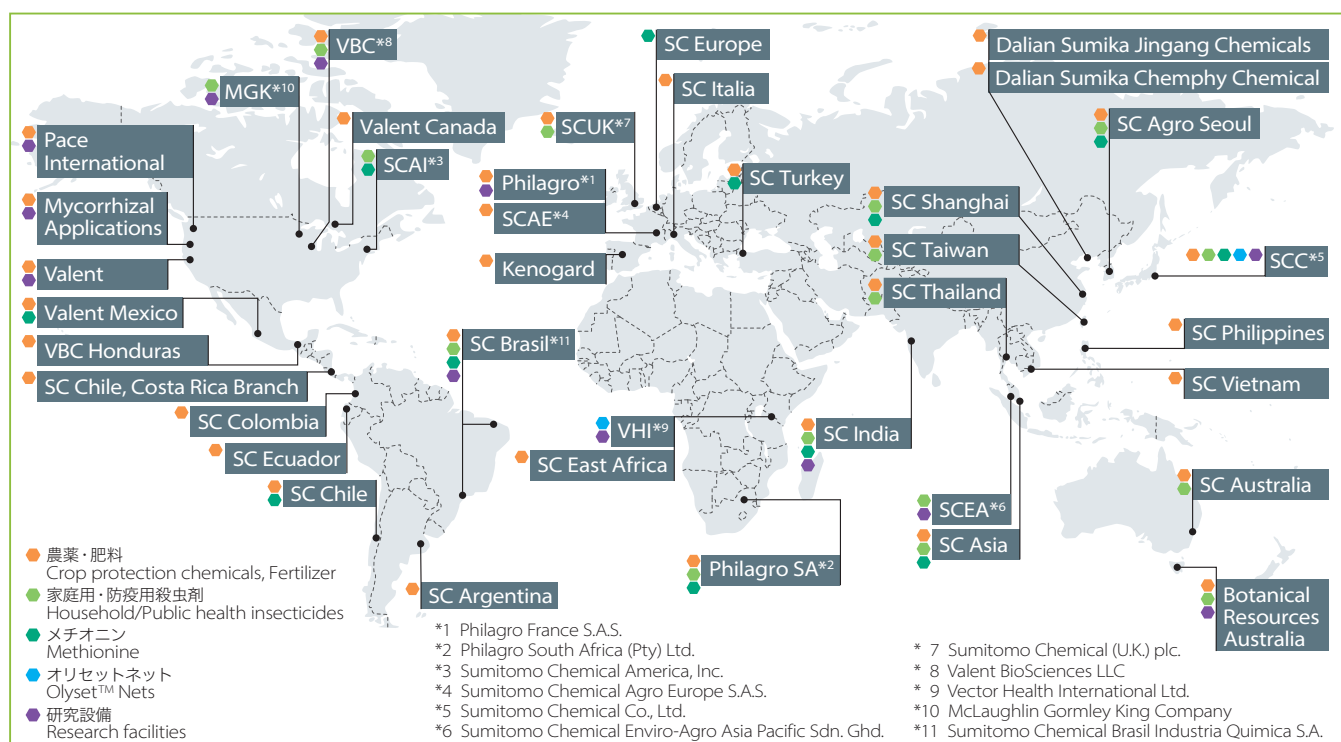 VBC*8
MGK*10
Pace
International
Valent Canada
SCAI*3
Mycorrhizal
Applications
Valent
Valent Mexico
VBC Honduras
SC Chile, Costa Rica Branch
SC Colombia
SC Ecuador
SC Chile
SC Argentina
SC Brasil*11
SC Europe
SC Italia
SCUK*7
Philagro*1
SCAE*4
Kenogard
SC Turkey
VHI*9
SC East Africa
Philagro SA*2
Dalian Sumika Jingang Chemicals
Dalian Sumika Chemphy Chemical
SC Agro Seoul
SC Shanghai
SC Taiwan
SC Thailand
SCC*5
SC Philippines
SC Vietnam
SC India
SCEA*6
SC Asia
SC Australia
Botanical
Resources
Australia
農薬・肥料
Crop protection chemicals, Fertilizer
家庭用・防疫用殺虫剤
Household/Public health insecticides
メチオニン
Methionine
オリセットネット
Olyset™ Nets
研究設備
Research facilities
*1 Philagro France S.A.S.
*2 Philagro South Africa (Pty) Ltd.
*3 Sumitomo Chemical America, Inc.
*4 Sumitomo Chemical Agro Europe S.A.S.
*5 Sumitomo Chemical Co., Ltd.
*6 Sumitomo Chemical Enviro-Agro Asia Pacific Sdn. Ghd.
* 7 Sumitomo Chemical (U.K.) plc.
* 8 Valent BioSciences LLC
* 9 Vector Health International Ltd.
*10 McLaughlin Gormley King Company
*11 Sumitomo Chemical Brasil Industria Quimica S.A.